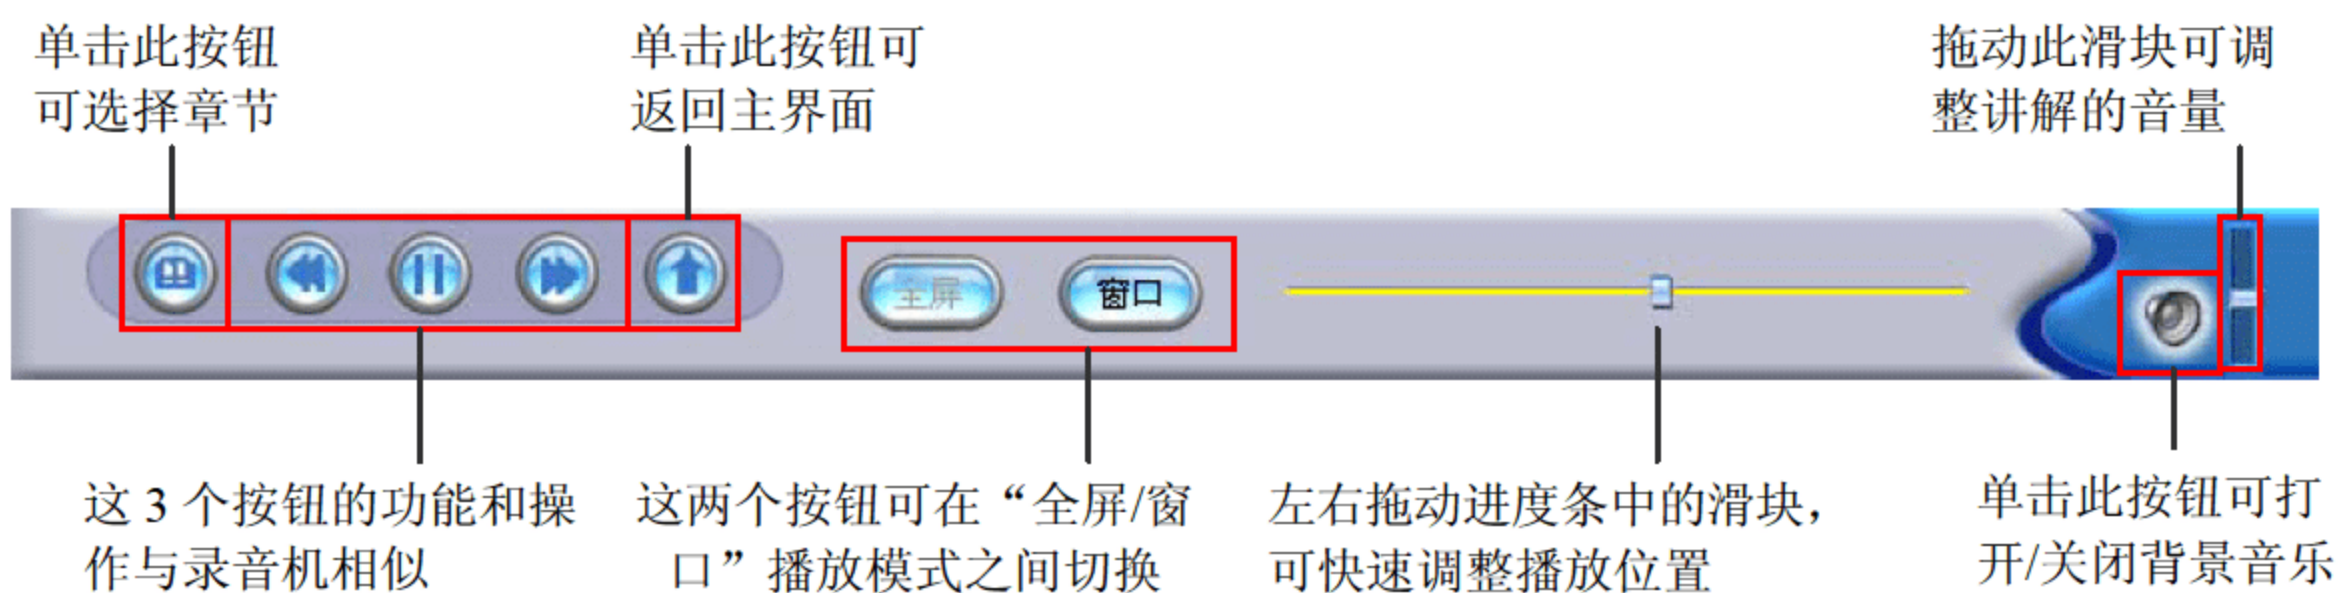 单击此按钮
可选择章节
单击此按钮可
返回主界面
拖动此滑块可调
整讲解的音量
全屏
窗口
这 3 个按钮的功能和操
作与录音机相似
这两个按钮可在“全屏/窗
口”播放模式之间切换
左右拖动进度条中的滑块，
可快速调整播放位置
单击此按钮可打
开/关闭背景音乐